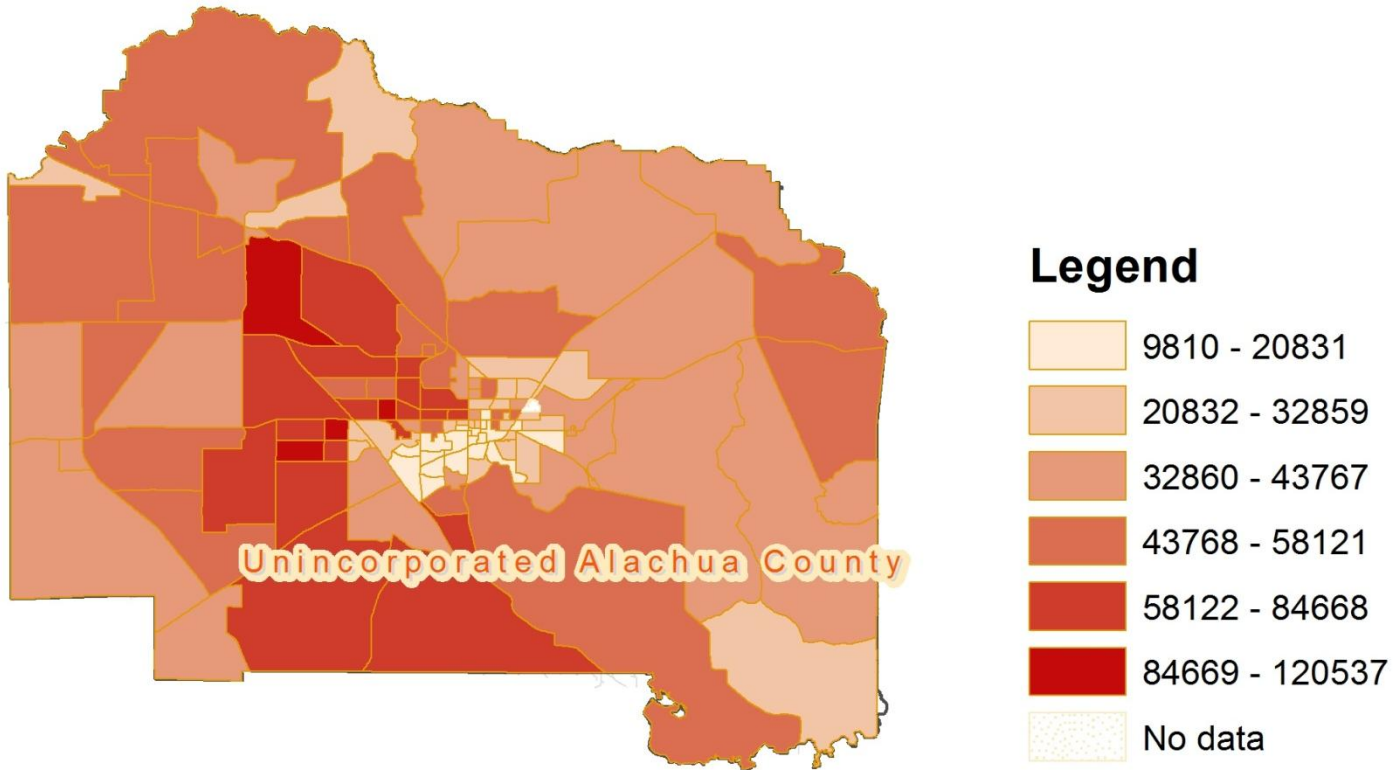 Unincorporated Alachua County
Legend
9810 - 20831
20832 - 32859
32860 - 43767
43768 - 58121
58122 - 84668
84669 - 120537
No data